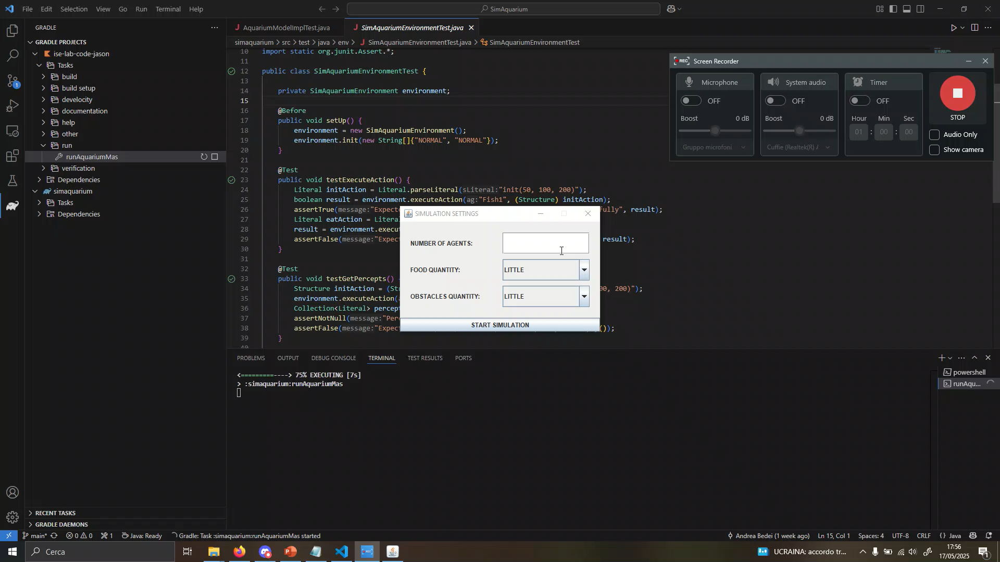 File Edit Selection View Go Run Terminal Help
SimAquarium
GRADLE
GRADLE PROJECTS
ise-lab-code-jason
Tasks
build
build setup
develocity
documentation
help
other
run
runAquariumMas
verification
Dependencies
simaquarium
Tasks
Dependencies
RECENT TASKS
GRADLE DAEMONS
AquariumModelImplTest.java
SimAquariumEnvironmentTest.java
simaquarium > src > test > java > env > SimAquariumEnvironmentTest.java > SimAquariumEnvironmentTest
10 import static org.junit.Assert.*;
11
12 public class SimAquariumEnvironmentTest {
13
14 private SimAquariumEnvironment environment;
15
16 @Before
17 public void setUp() {
18 environment = new SimAquariumEnvironment();
19 environment.init(new String[]{"NORMAL", "NORMAL"});
20 }
21
22 @Test
23 public void testExecuteAction() {
24 Literal initAction = Literal.parseLiteral(sLiteral:"init(50, 100, 200)");
25 boolean result = environment.executeAction(ag:"Fish1", (Structure) initAction);
26 assertTrue(message:"Expecte fully", result);
27 Literal eatAction = Litera
28 result = environment.execut
29 assertFalse(message:"Expect result);
30 }
31
32 @Test
33 public void testGetPercepts()
34 Structure initAction = (St 00, 200)");
35 environment.executeAction(
36 Collection<Literal> percept
37 assertNotNull(message:"Per
38 assertFalse(message:"Expect ());
39 }
40
SIMULATION SETTINGS
NUMBER OF AGENTS:
FOOD QUANTITY: LITTLE
OBSTACLES QUANTITY: LITTLE
START SIMULATION
REC Screen Recorder
Microphone
OFF
Boost 0 dB
Gruppo microfoni
System audio
OFF
Boost 0 dB
Cuffie (Realtek(R) A
Timer
OFF
Hour Min Sec
01 : 00 : 00
STOP
Audio Only
Show camera
PROBLEMS OUTPUT DEBUG CONSOLE TERMINAL TEST RESULTS PORTS
<=========----> 75% EXECUTING [7s]
> :simaquarium:runAquariumMas
powershell
runAqu...
main* 0 0 1 Java: Ready Gradle: Task :simaquarium:runAquariumMas started
Andrea Bedei (1 week ago) Ln 15, Col 1 Spaces: 4 UTF-8 CRLF {} Java
Cerca
REC
UCRAINA: accordo tr...
17:56
17/05/2025
1